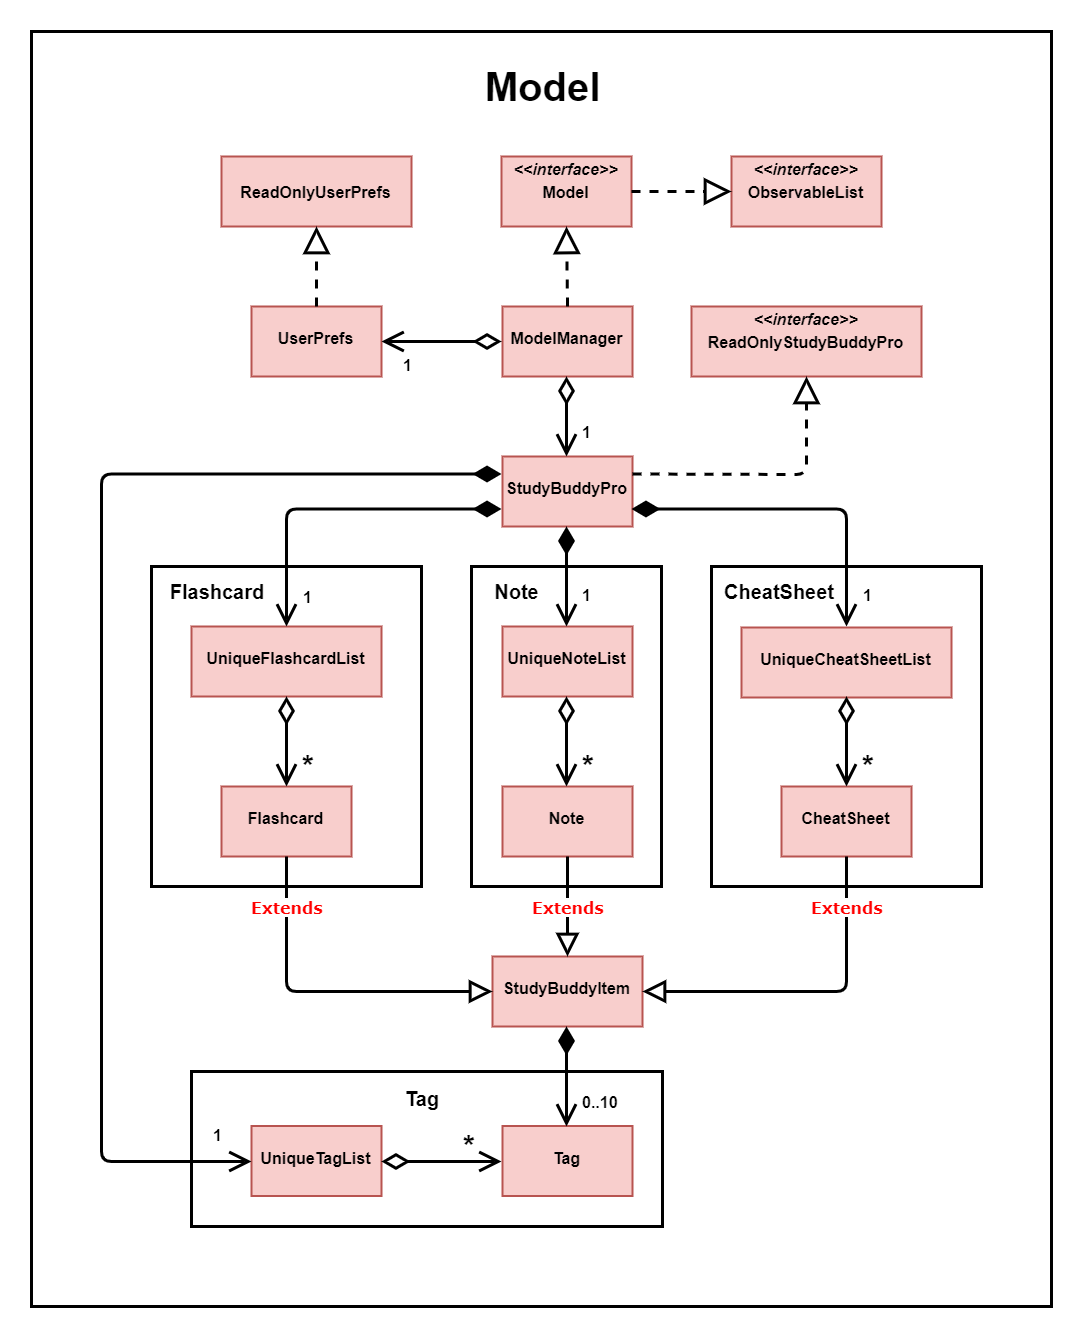 Model
ReadOnlyUserPrefs
<<interface>>
Model
<<interface>>
ObservableList
UserPrefs
1
ModelManager
<<interface>>
ReadOnlyStudyBuddyPro
1
StudyBuddyPro
Flashcard
1
UniqueFlashcardList
*
Flashcard
Note
1
UniqueNoteList
*
Note
CheatSheet
1
UniqueCheatSheetList
*
CheatSheet
Extends
Extends
Extends
StudyBuddyItem
Tag
0..10
1
UniqueTagList
*
Tag